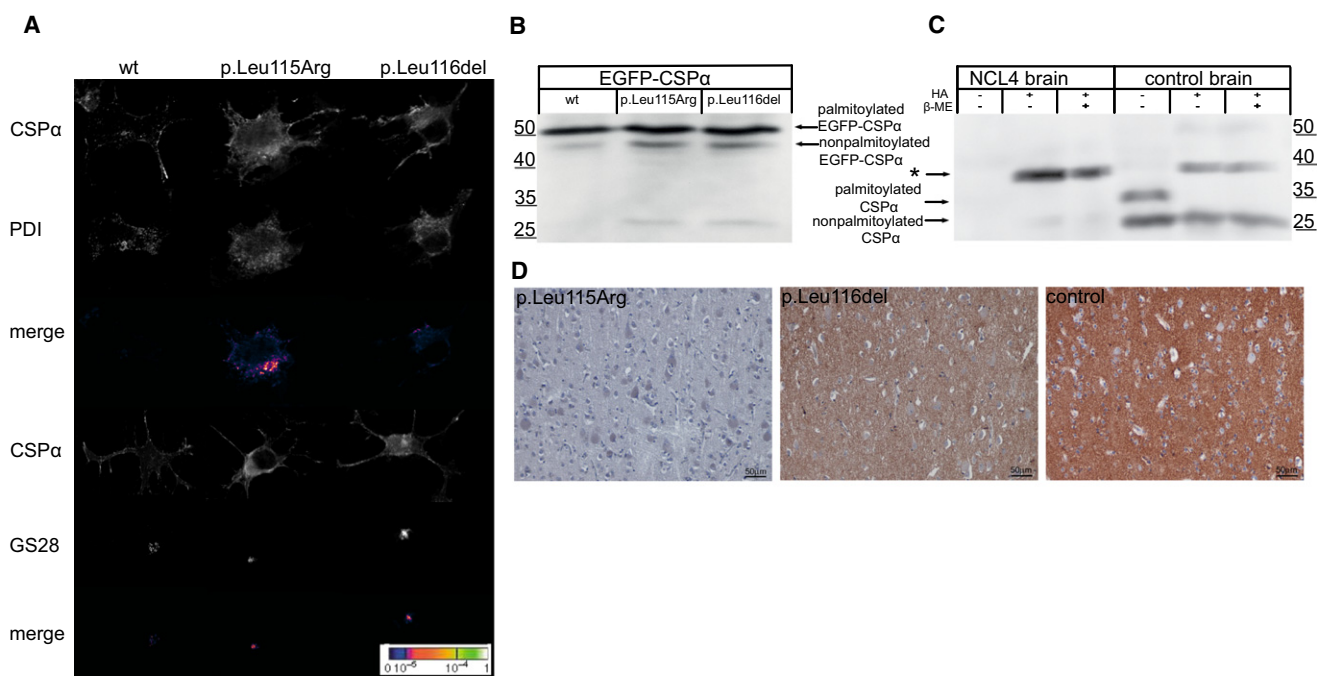 A
wt p.Leu115Arg p.Leu116del
CSPα
PDI
merge
CSPα
GS28
merge
0 10⁻⁶ 10⁻⁴ 1
B
EGFP-CSPα
wt p.Leu115Arg p.Leu116del
50
40
35
25
palmitoylated
EGFP-CSPα
nonpalmitoylated
EGFP-CSPα
*
palmitoylated
CSPα
nonpalmitoylated
CSPα
C
NCL4 brain control brain
HA - + + - + +
β-ME - - + - - +
50
40
35
25
D
p.Leu115Arg
50μm
p.Leu116del
50μm
control
50μm